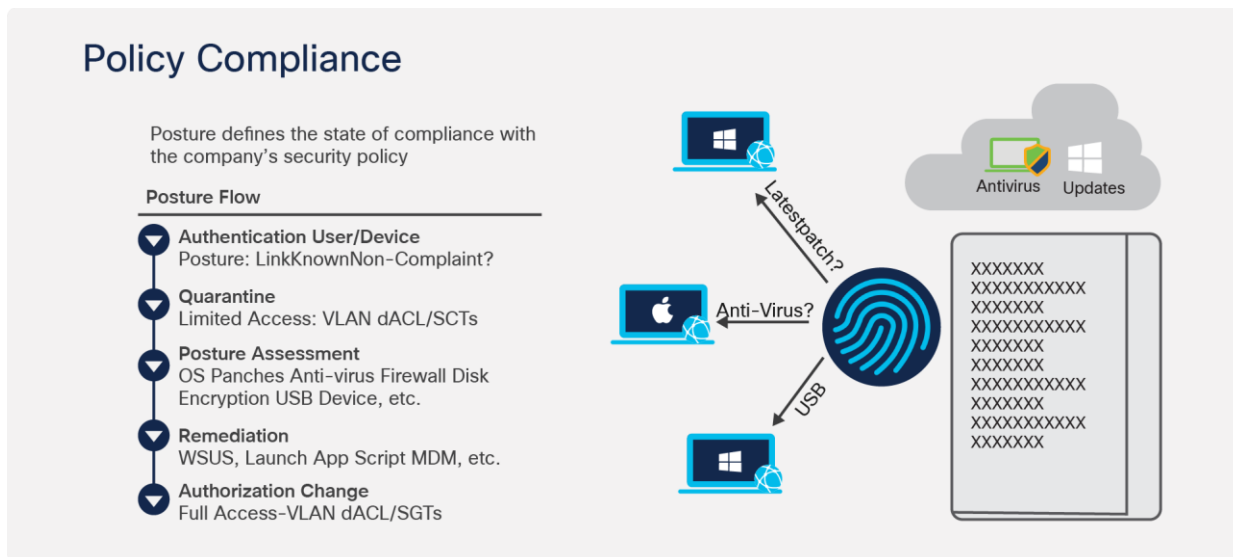 Policy Compliance
Posture defines the state of compliance with
the company's security policy
Posture Flow
Authentication User/Device
Posture: LinkKnownNon-Complaint?
Quarantine
Limited Access: VLAN dACL/SCTs
Posture Assessment
OS Panches Anti-virus Firewall Disk
Encryption USB Device, etc.
Remediation
WSUS, Launch App Script MDM, etc.
Authorization Change
Full Access-VLAN dACL/SGTs
Latestpatch?
Anti-Virus?
USB
Antivirus
Updates
XXXXXXX
XXXXXXXXXXX
XXXXXXX
XXXXXXXXXXX
XXXXXXX
XXXXXXX
XXXXXXXXXXX
XXXXXXX
XXXXXXXXXXX
XXXXXXX